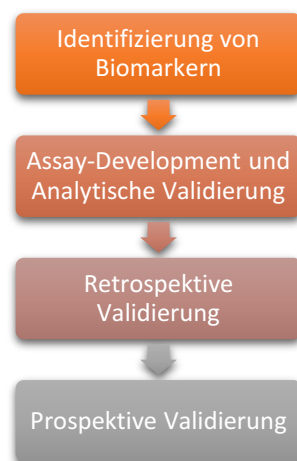 Identifizierung von
Biomarkern
Assay-Development und
Analytische Validierung
Retrospektive
Validierung
Prospektive Validierung